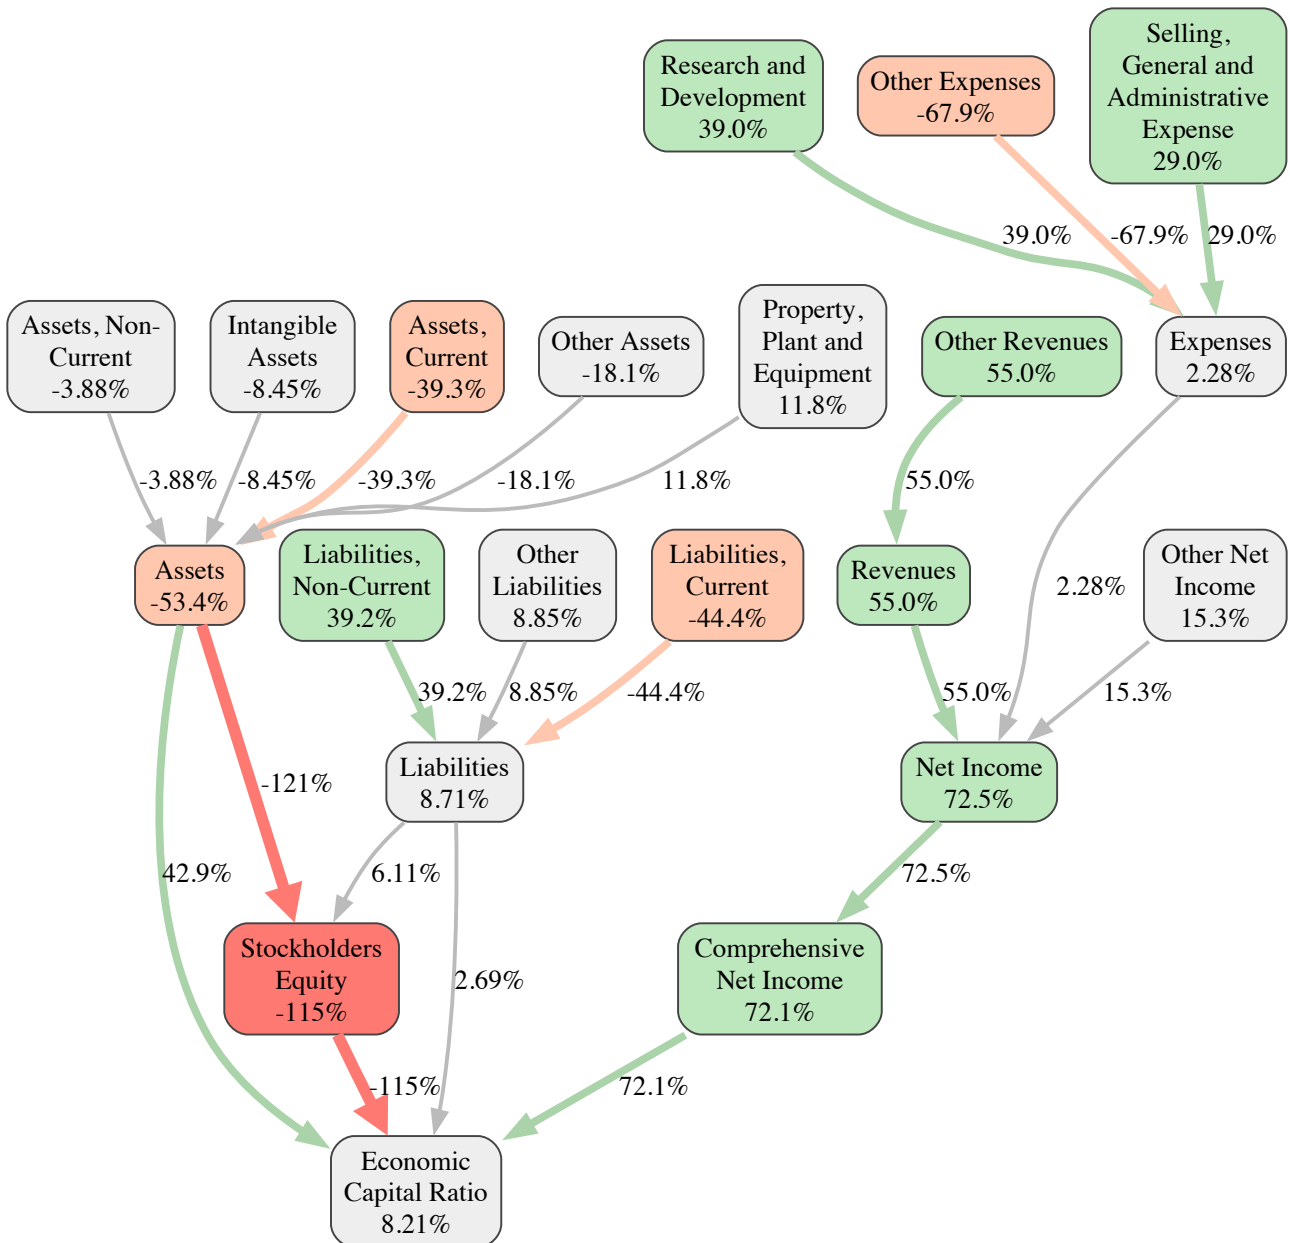 Selling,
General and
Administrative
Expense
29.0%
Research and
Development
39.0%
Other Expenses
-67.9%
39.0%
-67.9%
29.0%
Assets, Non-
Current
-3.88%
Intangible
Assets
-8.45%
Assets,
Current
-39.3%
Other Assets
-18.1%
Property,
Plant and
Equipment
11.8%
Other Revenues
55.0%
Expenses
2.28%
-3.88%
-8.45%
-39.3%
-18.1%
11.8%
55.0%
Assets
-53.4%
Liabilities,
Non-Current
39.2%
Other
Liabilities
8.85%
Liabilities,
Current
-44.4%
Revenues
55.0%
2.28%
Other Net
Income
15.3%
39.2%
8.85%
-44.4%
55.0%
15.3%
-121%
Liabilities
8.71%
Net Income
72.5%
42.9%
6.11%
72.5%
Stockholders
Equity
-115%
2.69%
Comprehensive
Net Income
72.1%
-115%
72.1%
Economic
Capital Ratio
8.21%